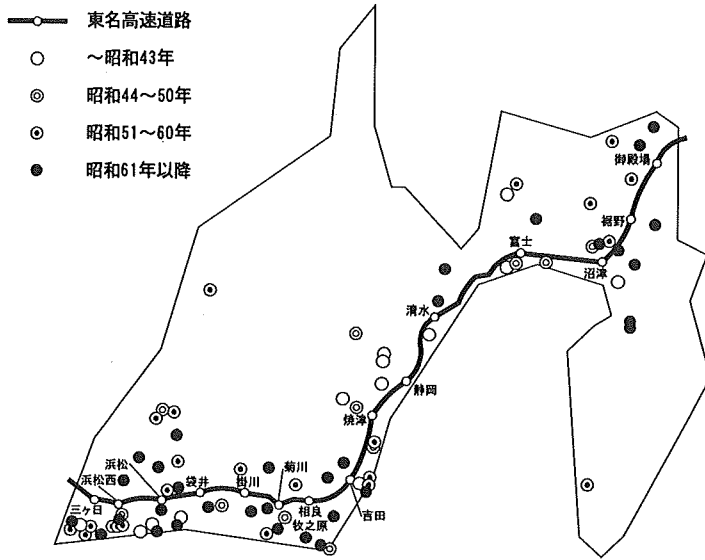 東名高速道路
～昭和43年
昭和44～50年
昭和51～60年
昭和61年以降
御殿場
裾野
富士
沼津
清水
静岡
焼津
浜松
浜松西
袋井
掛川
菊川
三ヶ日
相良
牧之原
吉田